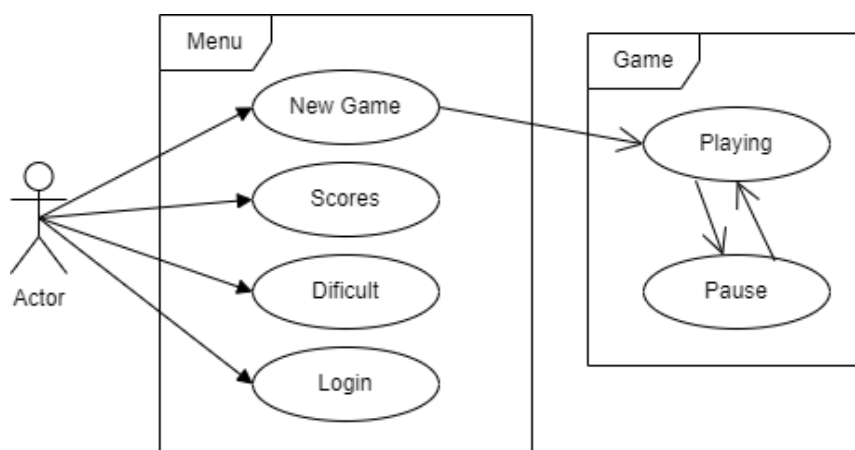 Menu
Game
New Game
Playing
Scores
Dificult
Pause
Actor
Login